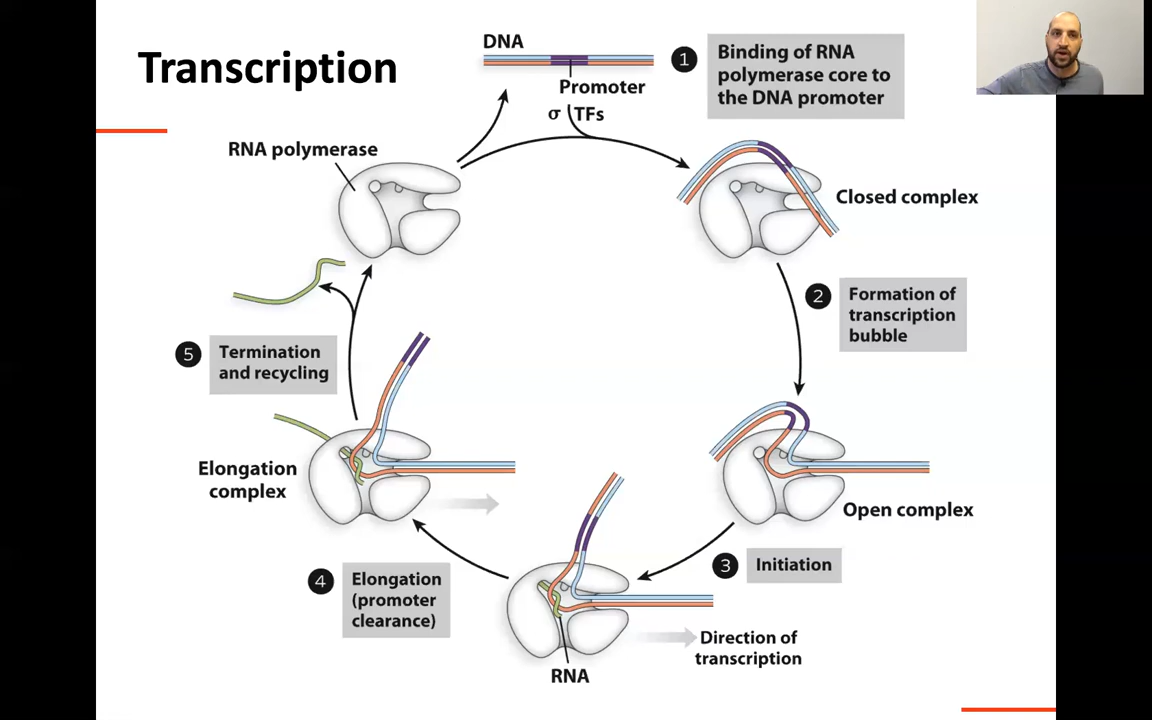 Transcription
DNA
Promoter
σ TFs
1
Binding of RNA
polymerase core to
the DNA promoter
RNA polymerase
Closed complex
2
Formation of
transcription
bubble
Open complex
3
Initiation
Direction of
transcription
RNA
4
Elongation
(promoter
clearance)
Elongation
complex
5
Termination
and recycling